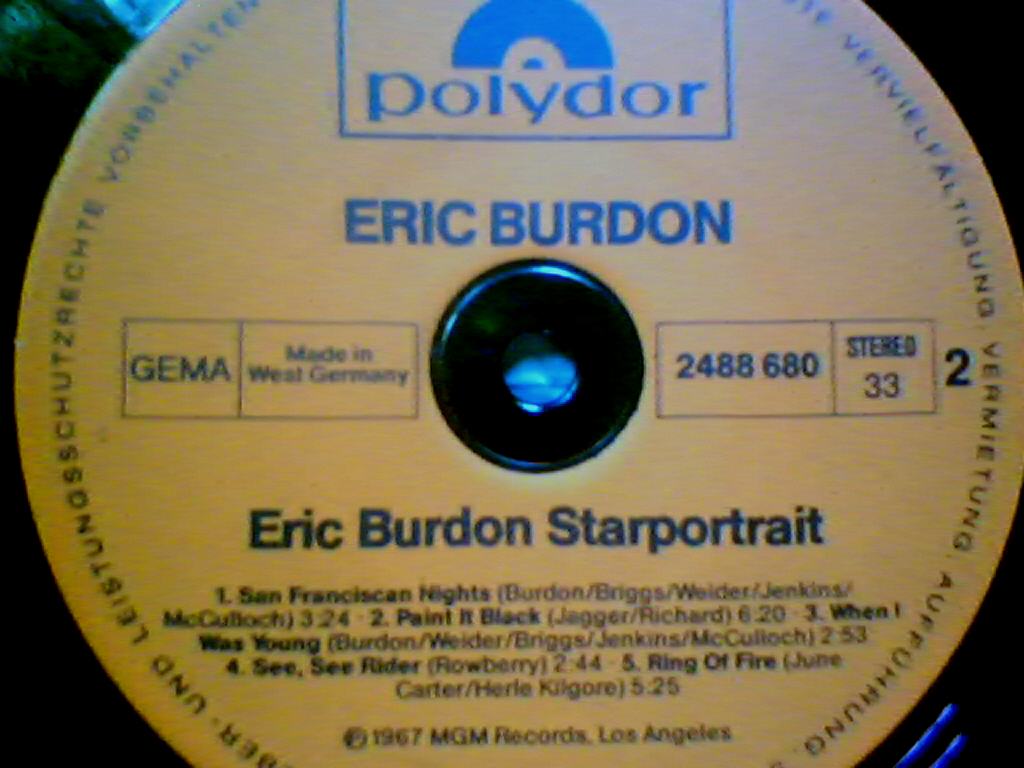 polydor
ERIC BURDON
GEMA
Made in
West Germany
2488 680
STEREO
33
2
Eric Burdon Starportrait
1. San Franciscan Nights (Burdon/Briggs/Weider/Jenkins/
McCulloch) 3:24 · 2. Paint It Black (Jagger/Richard) 6:20 · 3. When I
Was Young (Burdon/Weider/Briggs/Jenkins/McCulloch) 2:53
4. See, See Rider (Rowberry) 2:44 · 5. Ring Of Fire (June
Carter/Herle Kilgore) 5:25
℗ 1967 MGM Records, Los Angeles
UND LEISTUNGSSCHUTZRECHTE VORBEHALTEN
VERVIELFÄLTIGUNG, VERMIETUNG, AUFFÜHRUNG,